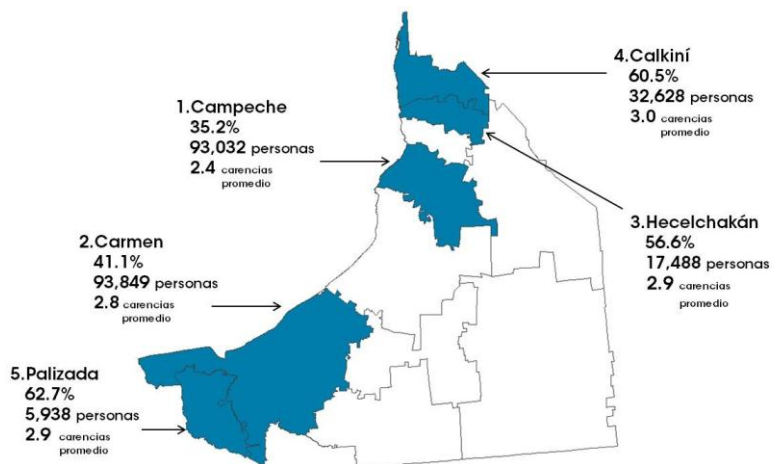 1.Campeche
35.2%
93,032 personas
2.4 carencias
promedio
2.Carmen
41.1%
93,849 personas
2.8 carencias
promedio
5.Palizada
62.7%
5,938 personas
2.9 carencias
promedio
4.Calkiní
60.5%
32,628 personas
3.0 carencias
promedio
3.Hecelchakán
56.6%
17,488 personas
2.9 carencias
promedio